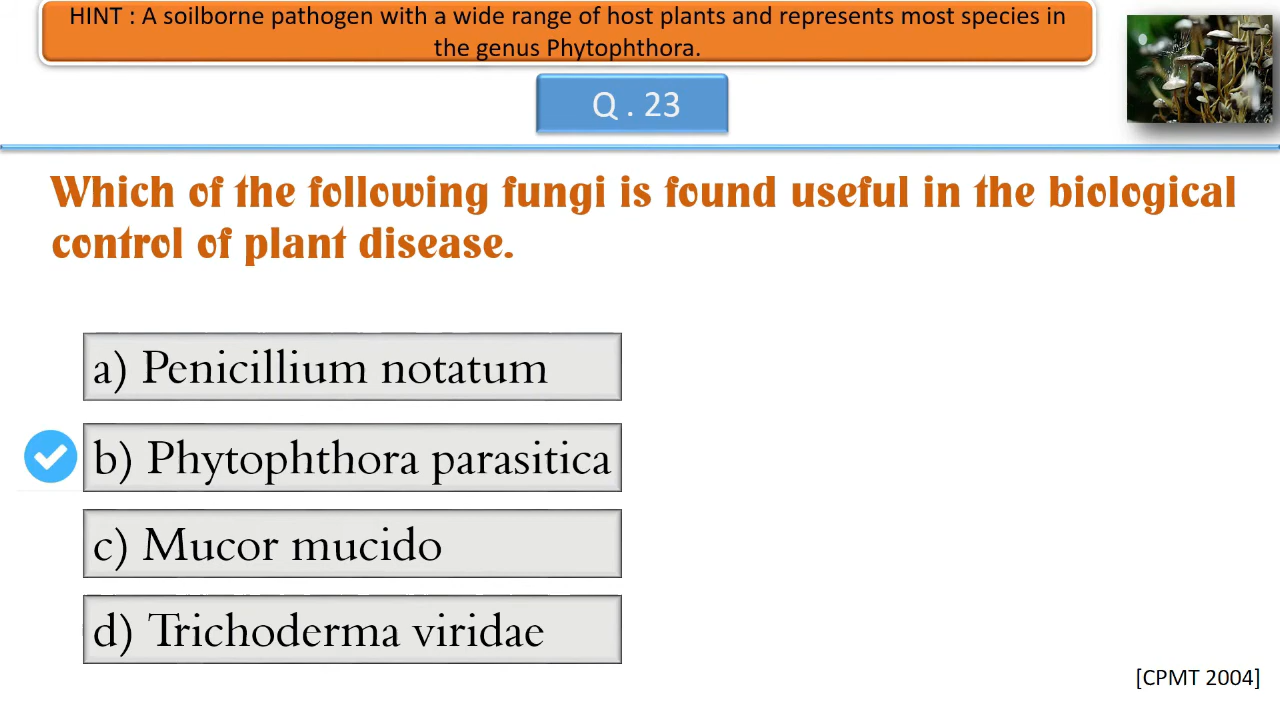 HINT : A soilborne pathogen with a wide range of host plants and represents most species in
the genus Phytophthora.
Q . 23
Which of the following fungi is found useful in the biological
control of plant disease.
a) Penicillium notatum
b) Phytophthora parasitica
c) Mucor mucido
d) Trichoderma viridae
[CPMT 2004]